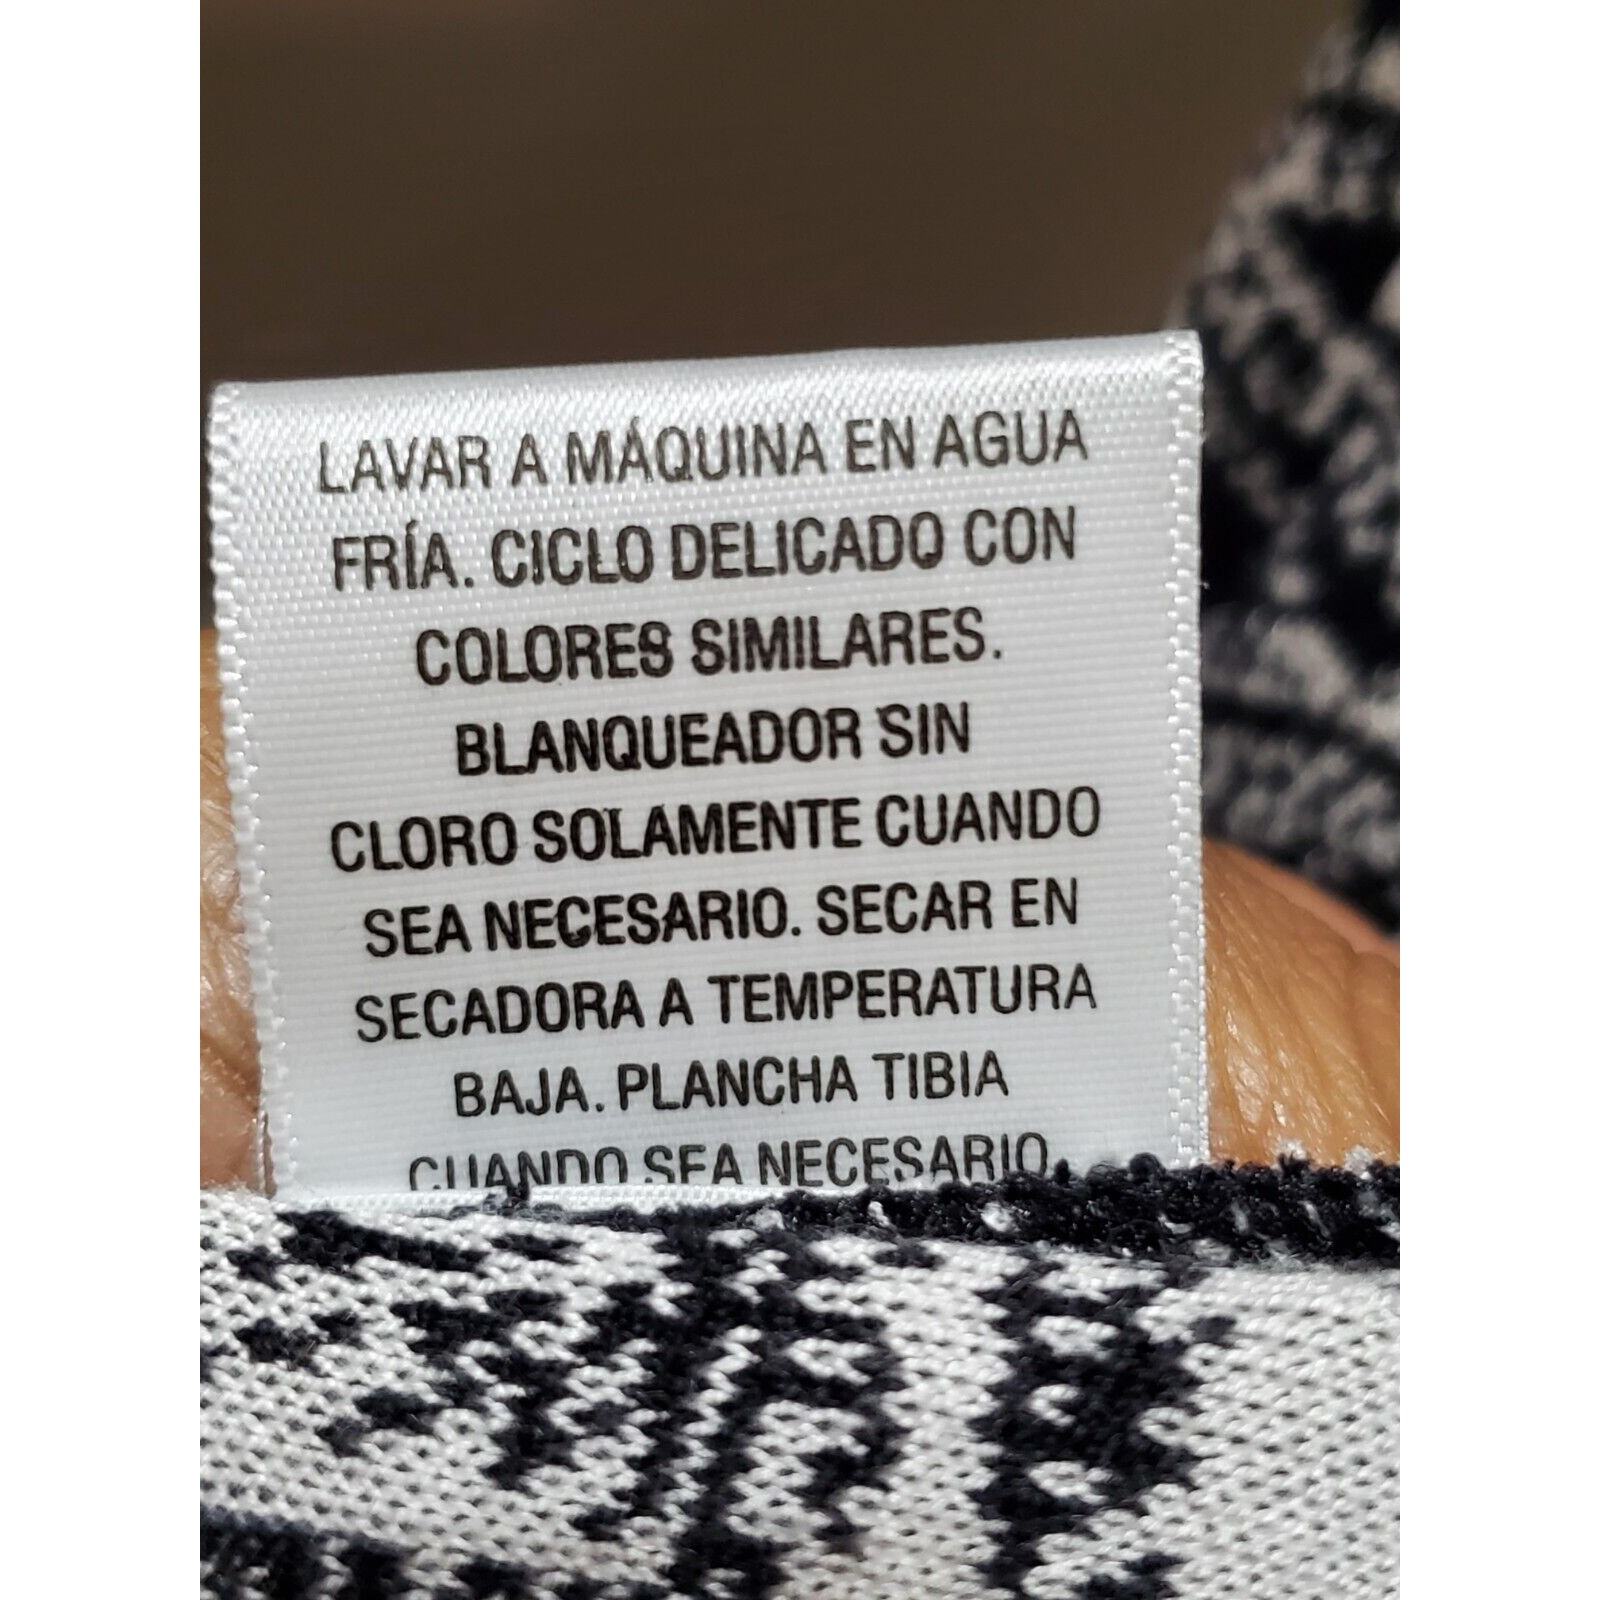 LAVAR A MÁQUINA EN AGUA
FRÍA. CICLO DELICADO CON
COLORES SIMILARES.
BLANQUEADOR SIN
CLORO SOLAMENTE CUANDO
SEA NECESARIO. SECAR EN
SECADORA A TEMPERATURA
BAJA. PLANCHA TIBIA
CUANDO SEA NECESARIO.